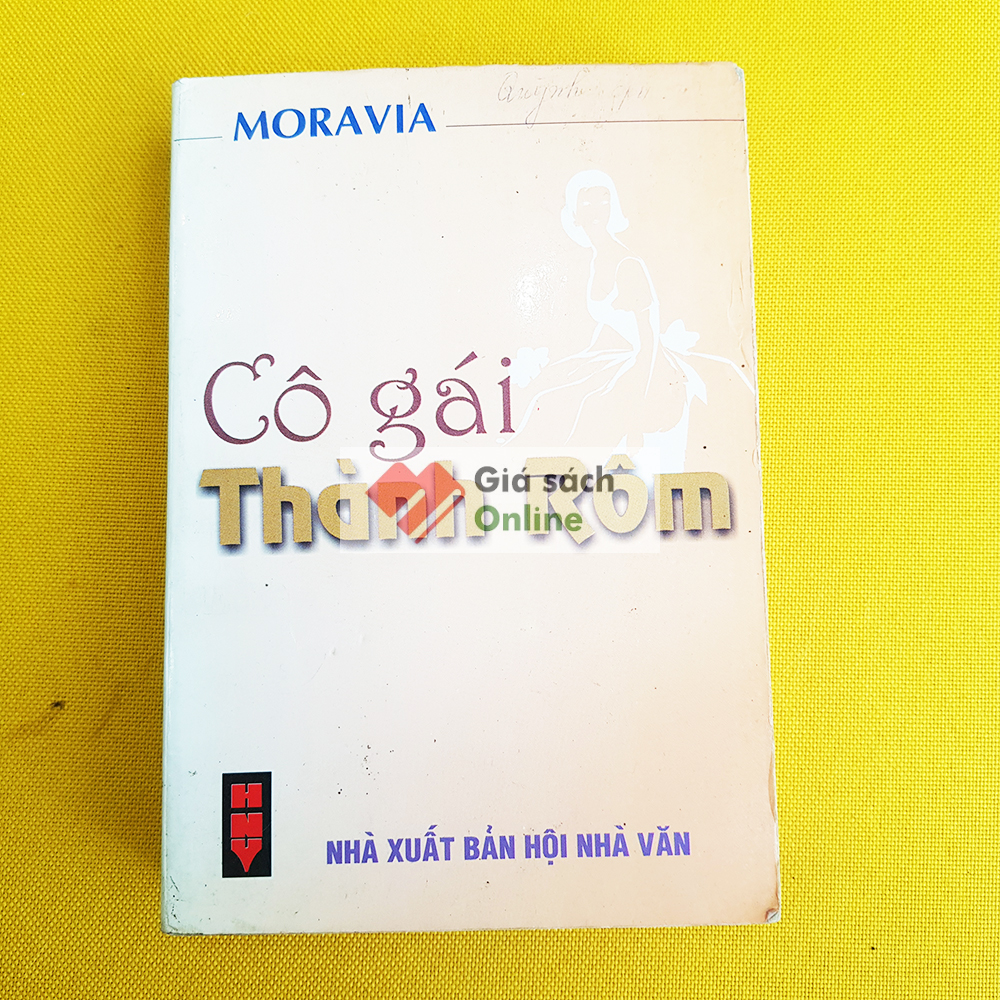 MORAVIA
Cô gái
Thành Rôm
Giá sách
Online
HNV
NHÀ XUẤT BẢN HỘI NHÀ VĂN